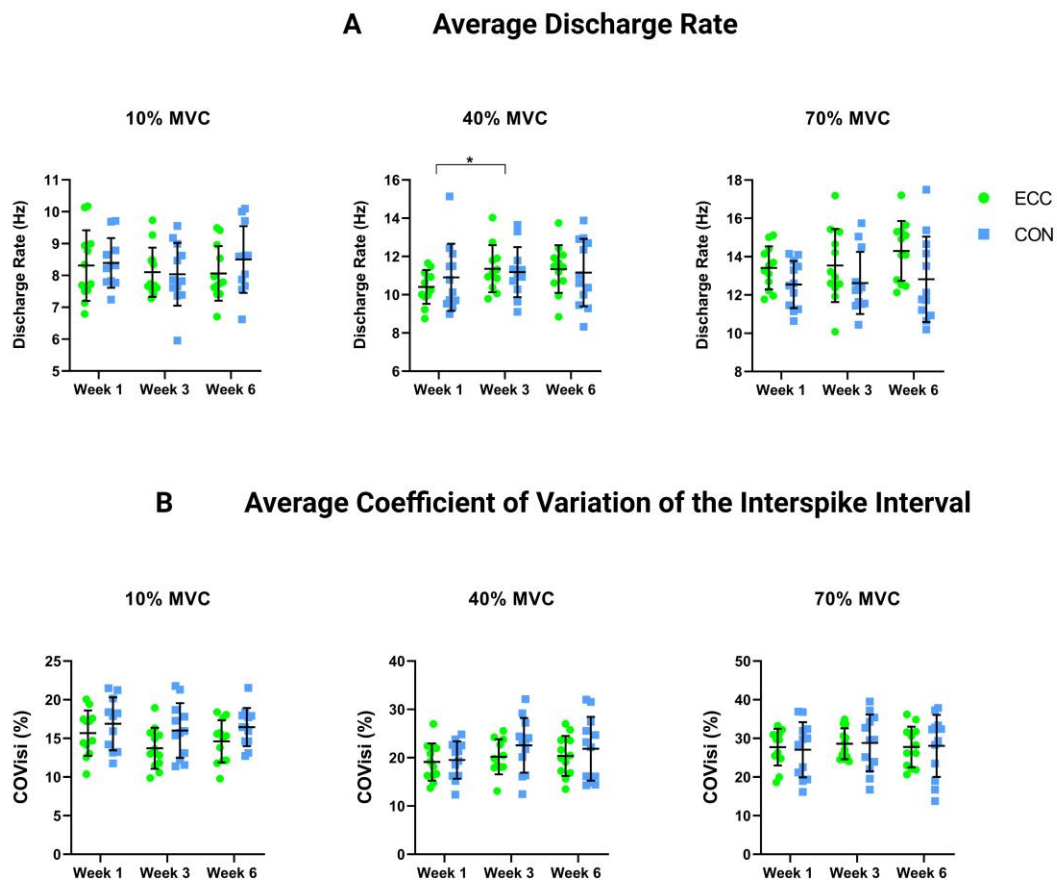 A Average Discharge Rate
10% MVC
40% MVC
70% MVC
Discharge Rate (Hz)
11
10
9
8
7
6
5
Week 1 Week 3 Week 6
Discharge Rate (Hz)
16
14
12
10
8
6
*
Week 1 Week 3 Week 6
Discharge Rate (Hz)
18
16
14
12
10
8
Week 1 Week 3 Week 6
ECC
CON
B Average Coefficient of Variation of the Interspike Interval
10% MVC
40% MVC
70% MVC
COVisi (%)
25
20
15
10
5
0
Week 1 Week 3 Week 6
COVisi (%)
40
30
20
10
0
Week 1 Week 3 Week 6
COVisi (%)
50
40
30
20
10
0
Week 1 Week 3 Week 6